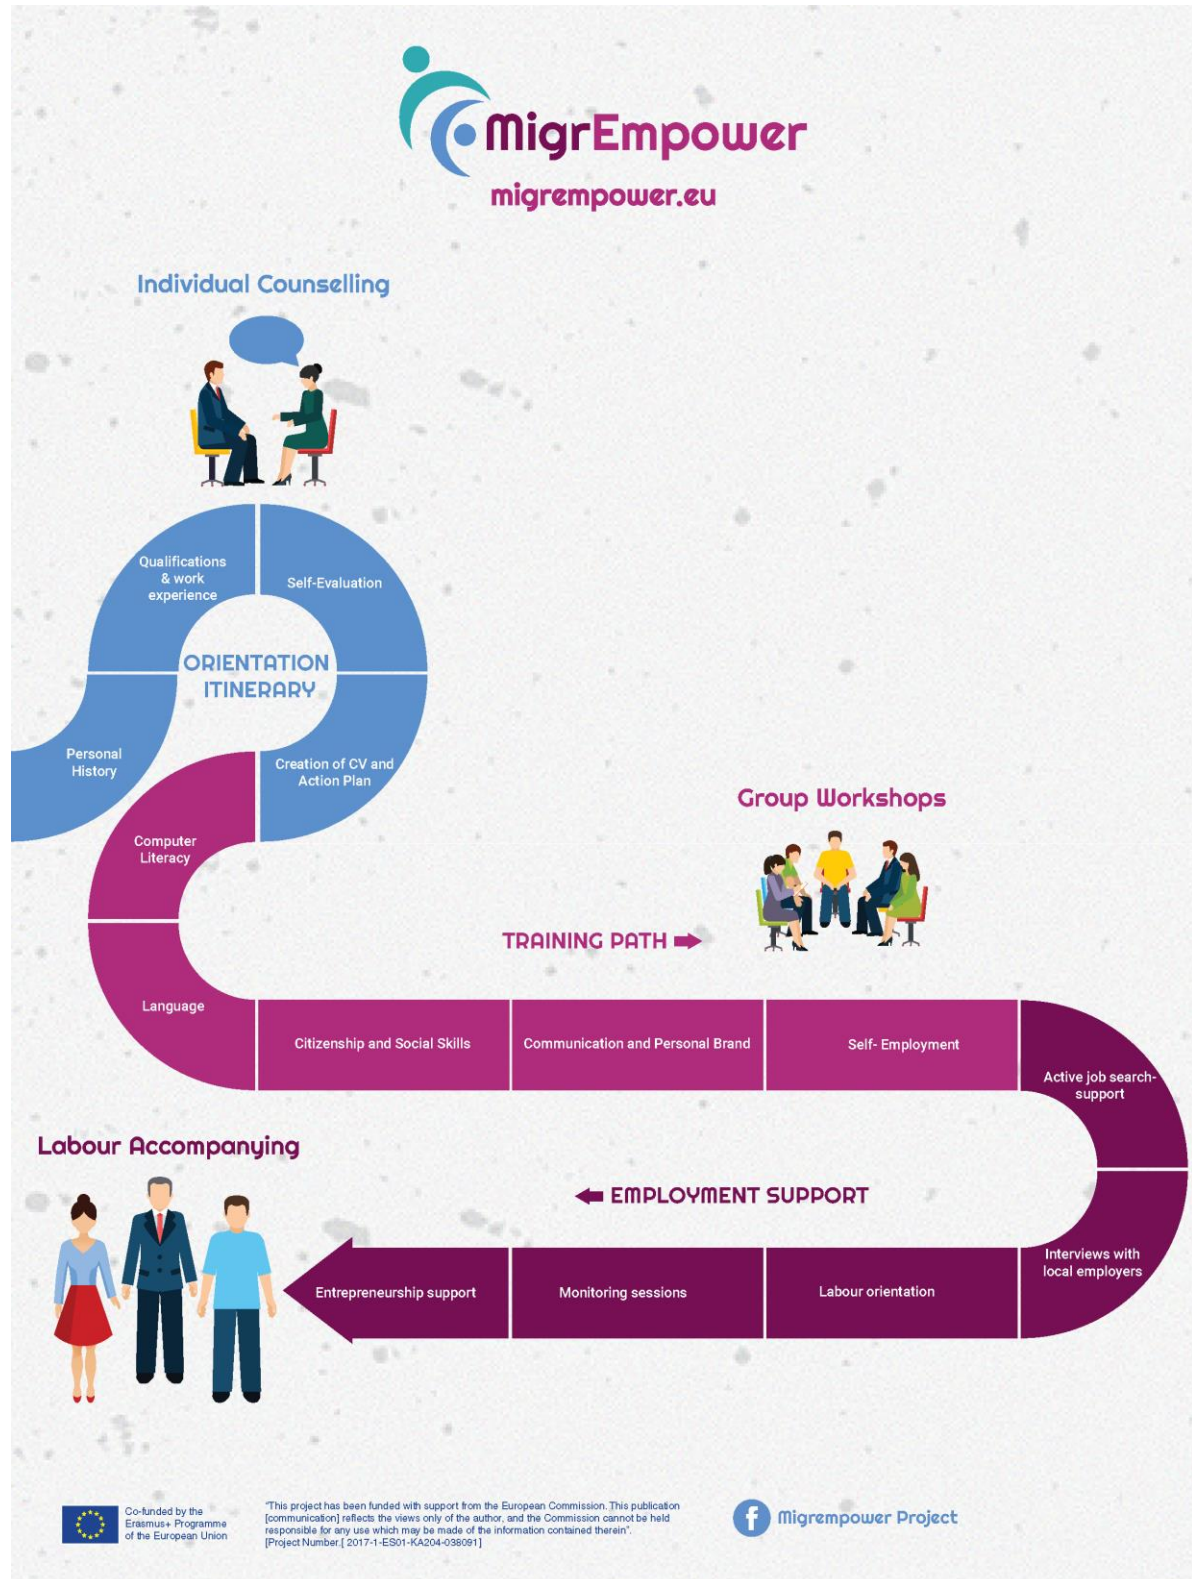 MigrEmpower
migrempower.eu
Individual Counselling
Qualifications
& work
experience
Self-Evaluation
ORIENTATION
ITINERARY
Personal
History
Creation of CV and
Action Plan
Computer
Literacy
Group Workshops
TRAINING PATH
Language
Citizenship and Social Skills
Communication and Personal Brand
Self- Employment
Active job search-
support
Labour Accompanying
EMPLOYMENT SUPPORT
Interviews with
local employers
Labour orientation
Monitoring sessions
Entrepreneurship support
Co-funded by the
Erasmus+ Programme
of the European Union
"This project has been funded with support from the European Commission. This publication
[communication] reflects the views only of the author, and the Commission cannot be held
responsible for any use which may be made of the information contained therein".
[Project Number.[ 2017-1-ES01-KA204-038091]
f
Migrempower Project